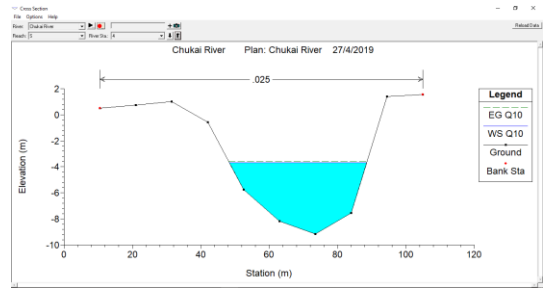 Cross Section
File Options Help
River: Chukai River
Reload Data
Reach: S River Sta.: 4
Chukai River Plan: Chukai River 27/4/2019
.025
Legend
EG Q10
WS Q10
Ground
Bank Sta
Elevation (m)
2
0
-2
-4
-6
-8
-10
0 20 40 60 80 100 120
Station (m)